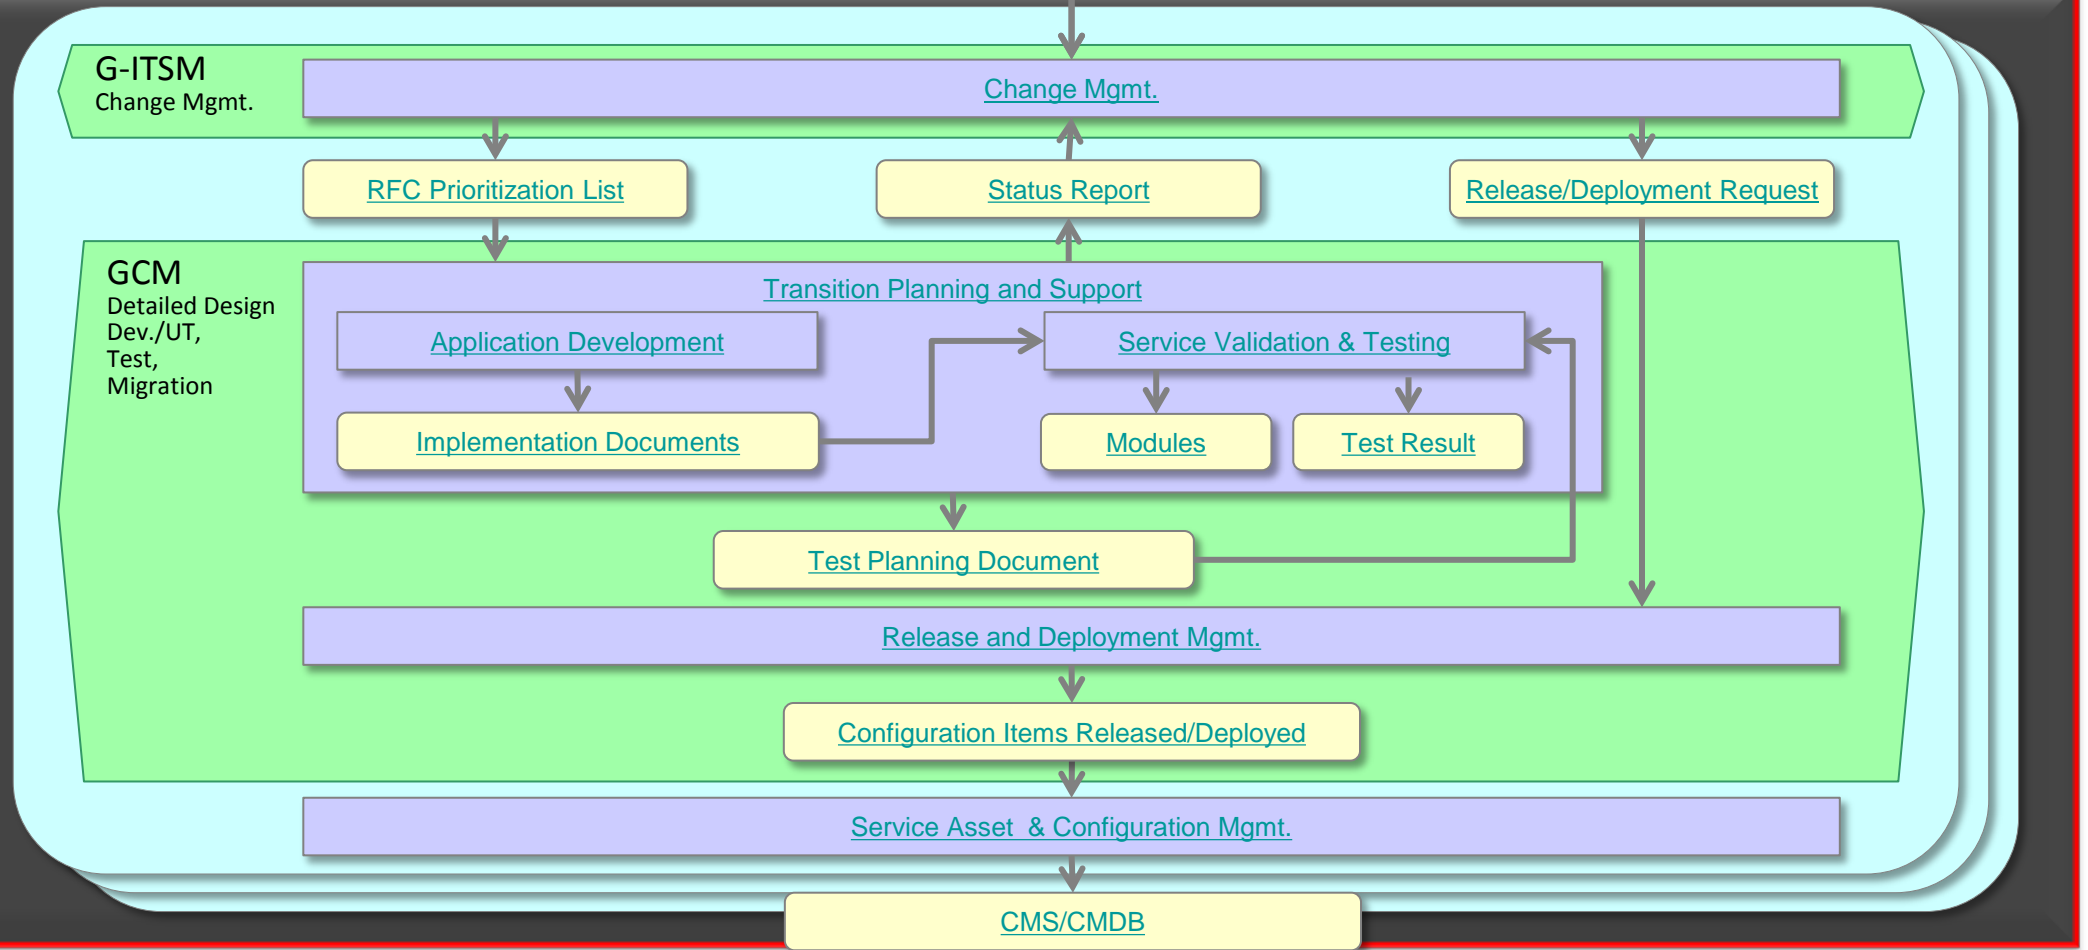 G-ITSM
Change Mgmt.
Change Mgmt.
RFC Prioritization List
Status Report
Release/Deployment Request
GCM
Detailed Design
Dev./UT,
Test,
Migration
Transition Planning and Support
Application Development
Service Validation & Testing
Implementation Documents
Modules
Test Result
Test Planning Document
Release and Deployment Mgmt.
Configuration Items Released/Deployed
Service Asset  & Configuration Mgmt.
CMS/CMDB